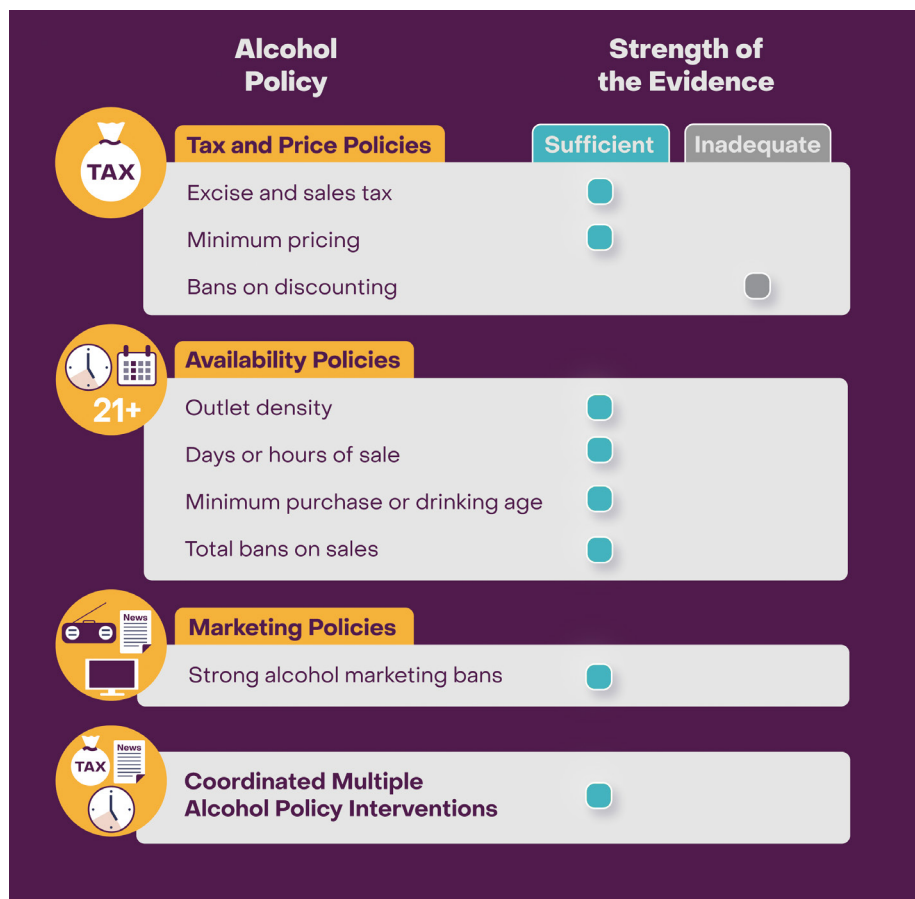 Alcohol
Policy
Strength of
the Evidence
TAX
Tax and Price Policies
Sufficient
Inadequate
Excise and sales tax
Minimum pricing
Bans on discounting
21+
Availability Policies
Outlet density
Days or hours of sale
Minimum purchase or drinking age
Total bans on sales
News
Marketing Policies
Strong alcohol marketing bans
TAX
News
Coordinated Multiple
Alcohol Policy Interventions